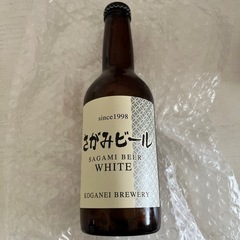 since1998
さがみビール
SAGAMI BEER
WHITE
KOGANEI BREWERY